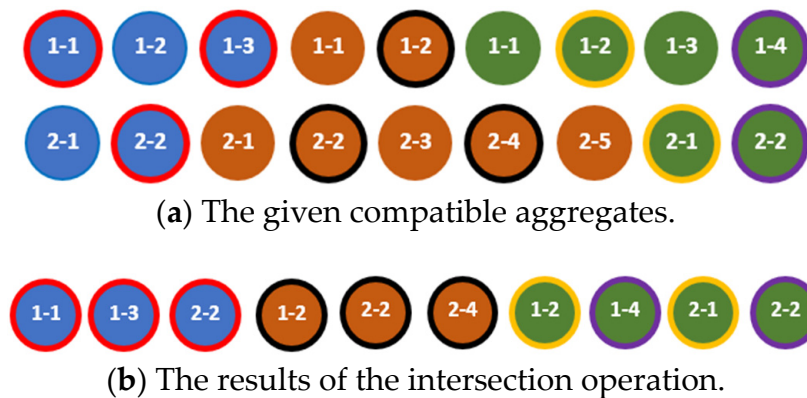 1-1 1-2 1-3 1-1 1-2 1-1 1-2 1-3 1-4
2-1 2-2 2-1 2-2 2-3 2-4 2-5 2-1 2-2
(a) The given compatible aggregates.
1-1 1-3 2-2 1-2 2-2 2-4 1-2 1-4 2-1 2-2
(b) The results of the intersection operation.